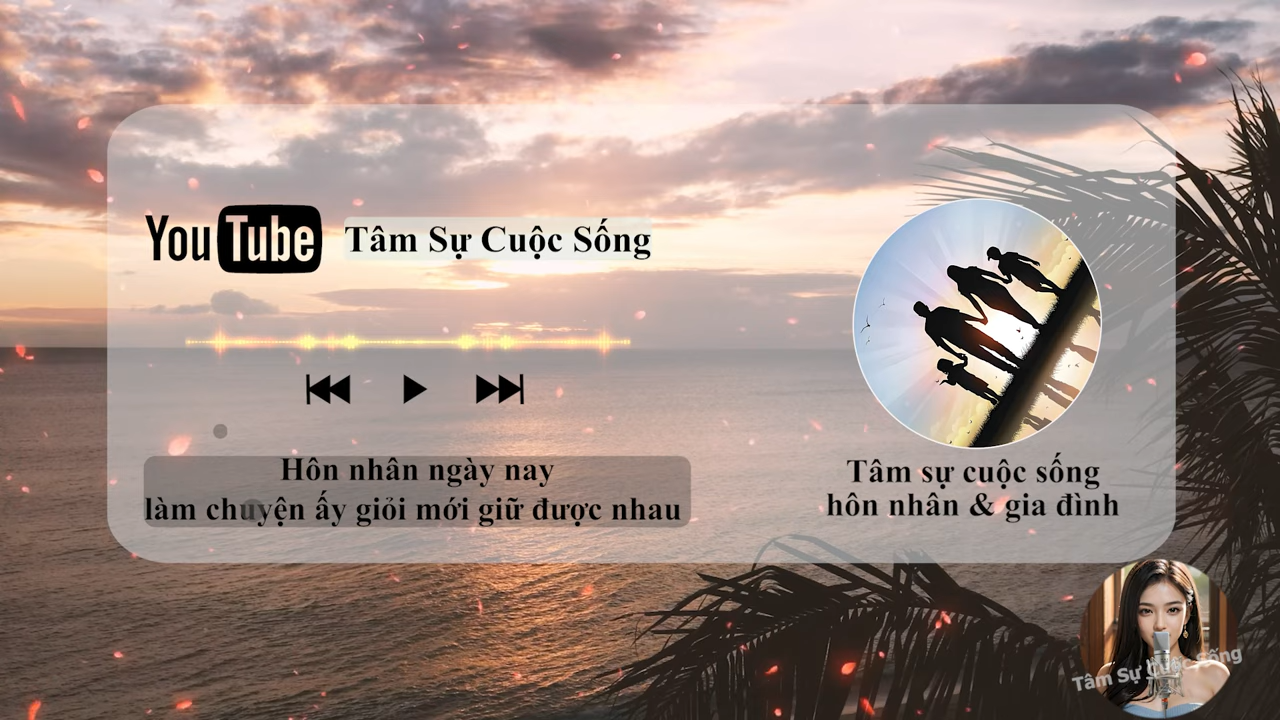 YouTube
Tâm Sự Cuộc Sống
Hôn nhân ngày nay
làm chuyện ấy giỏi mới giữ được nhau
Tâm sự cuộc sống
hôn nhân & gia đình
Tâm Sự Cuộc Sống